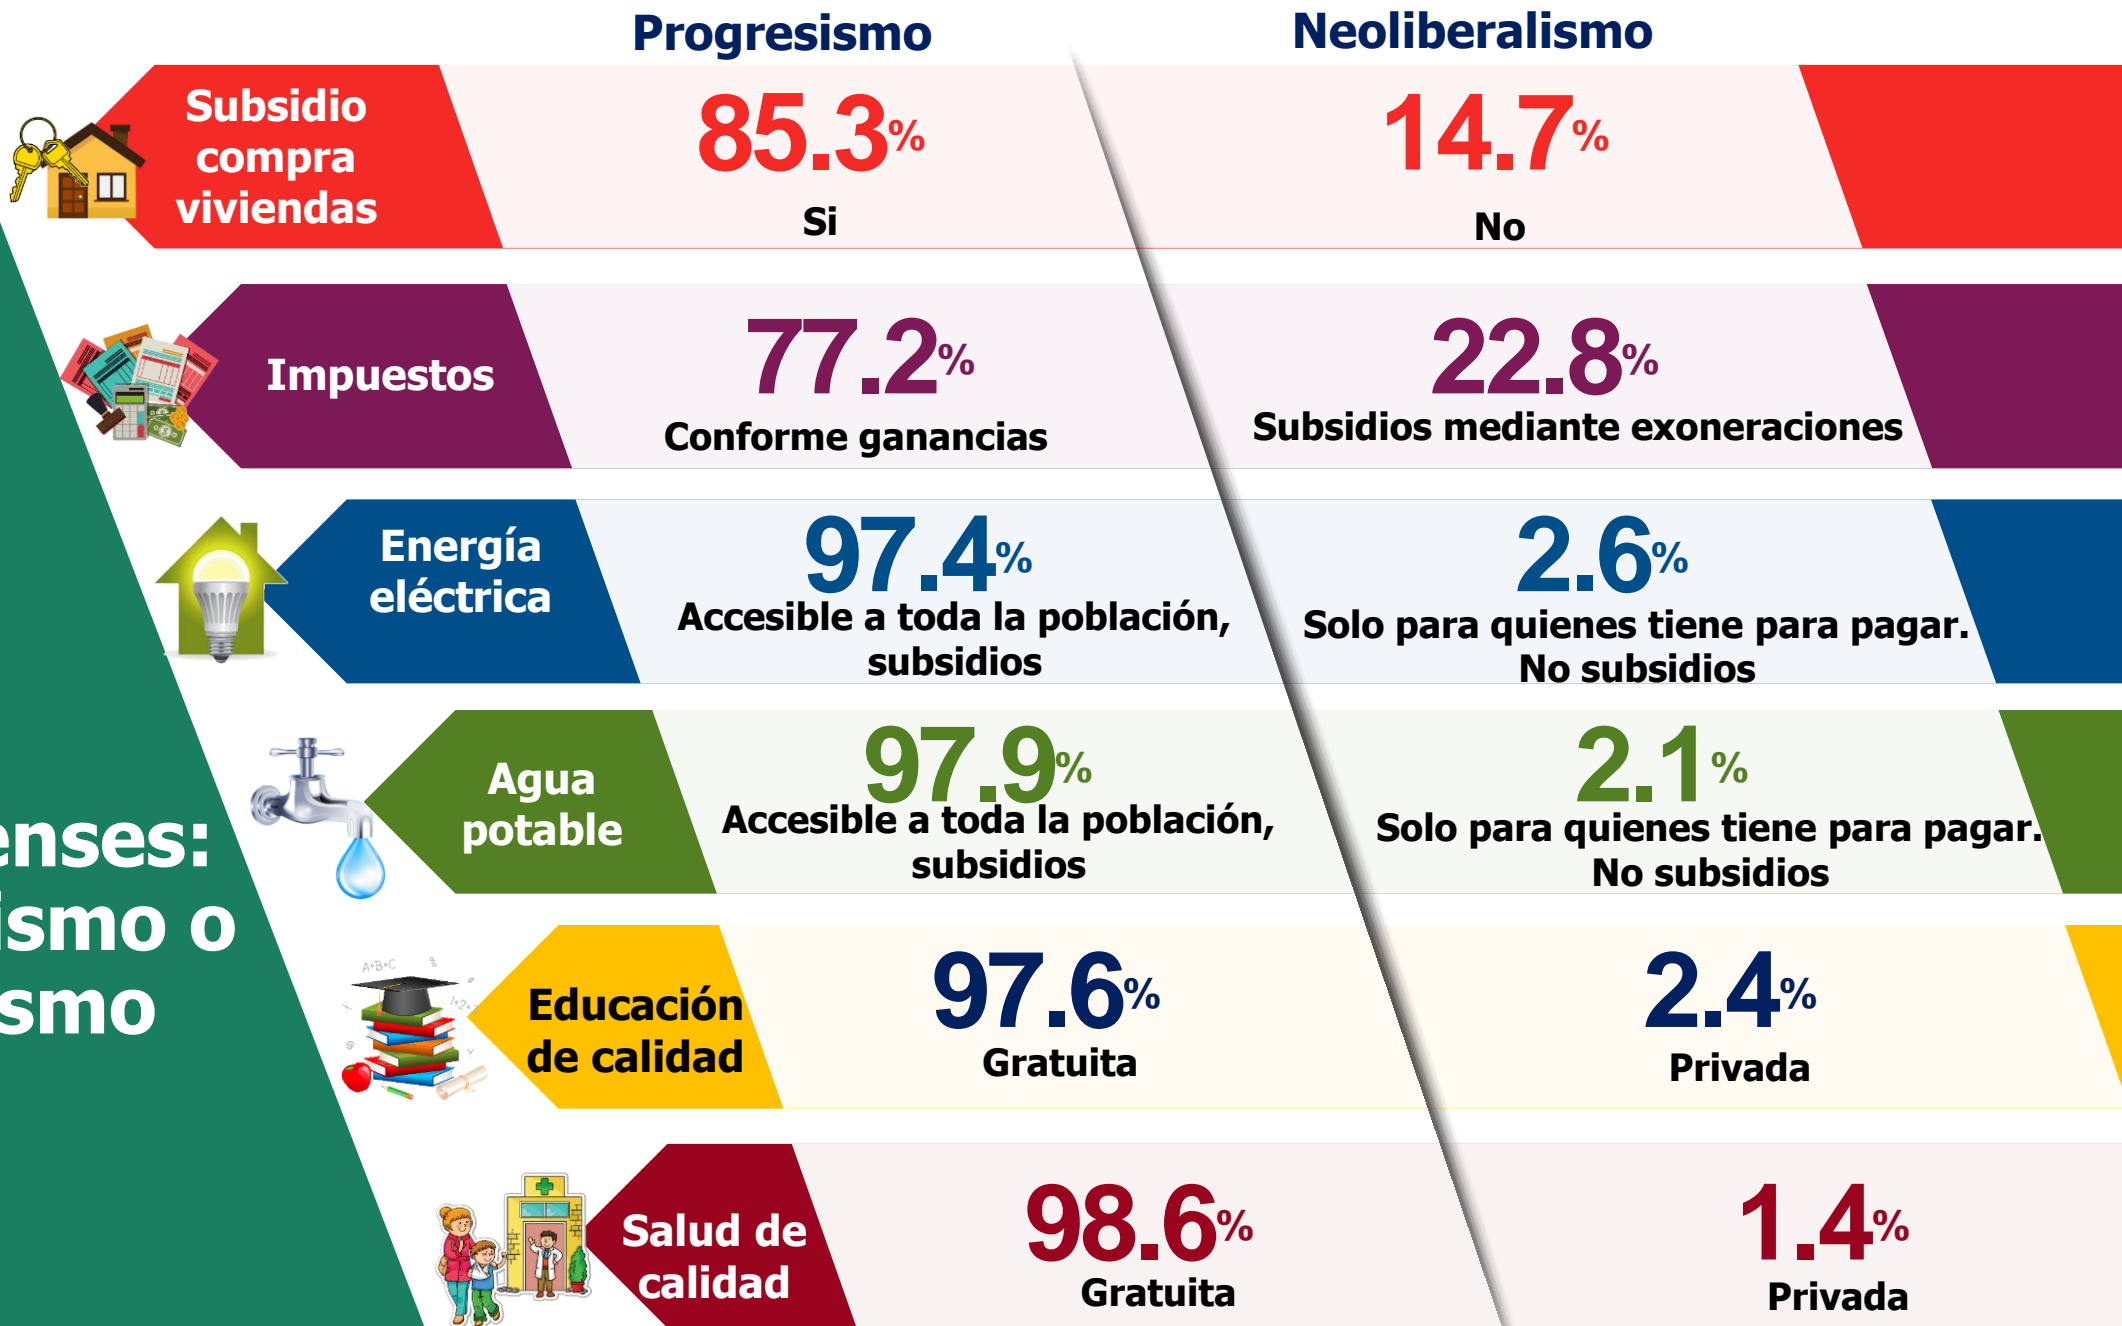 Progresismo
Neoliberalismo
Subsidio
compra
viviendas
85.3%
Si
14.7%
No
Impuestos
77.2%
Conforme ganancias
22.8%
Subsidios mediante exoneraciones
Energía
eléctrica
97.4%
Accesible a toda la población,
subsidios
2.6%
Solo para quienes tiene para pagar.
No subsidios
Agua
potable
97.9%
Accesible a toda la población,
subsidios
2.1%
Solo para quienes tiene para pagar.
No subsidios
enses:
ismo o
smo
Educación
de calidad
97.6%
Gratuita
2.4%
Privada
Salud de
calidad
98.6%
Gratuita
1.4%
Privada